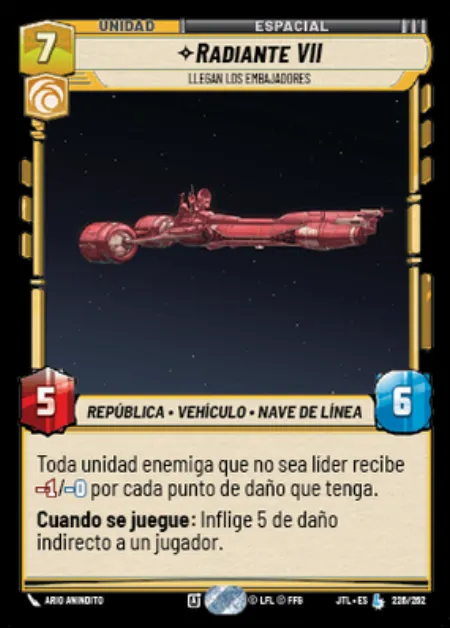 UNIDAD ESPACIAL
7
RADIANTE VII
LLEGAN LOS EMBAJADORES
5
REPÚBLICA • VEHÍCULO • NAVE DE LÍNEA
6
Toda unidad enemiga que no sea líder recibe
-1/-0 por cada punto de daño que tenga.
Cuando se juegue: Inflige 5 de daño
indirecto a un jugador.
ARIO ANINDITO
© LFL © FFG
JTL • ES